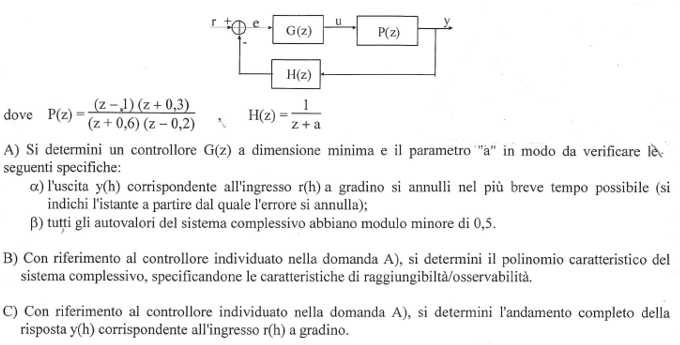 r + e G(z) u P(z) y
-
H(z)
dove P(z) = (z – 1) (z + 0,3) / (z + 0,6) (z – 0,2) , H(z) = 1 / z + a
A) Si determini un controllore G(z) a dimensione minima e il parametro "a" in modo da verificare le
seguenti specifiche:
α) l'uscita y(h) corrispondente all'ingresso r(h) a gradino si annulli nel più breve tempo possibile (si
indichi l'istante a partire dal quale l'errore si annulla);
β) tutti gli autovalori del sistema complessivo abbiano modulo minore di 0,5.
B) Con riferimento al controllore individuato nella domanda A), si determini il polinomio caratteristico del
sistema complessivo, specificandone le caratteristiche di raggiungibiltà/osservabilità.
C) Con riferimento al controllore individuato nella domanda A), si determini l'andamento completo della
risposta y(h) corrispondente all'ingresso r(h) a gradino.